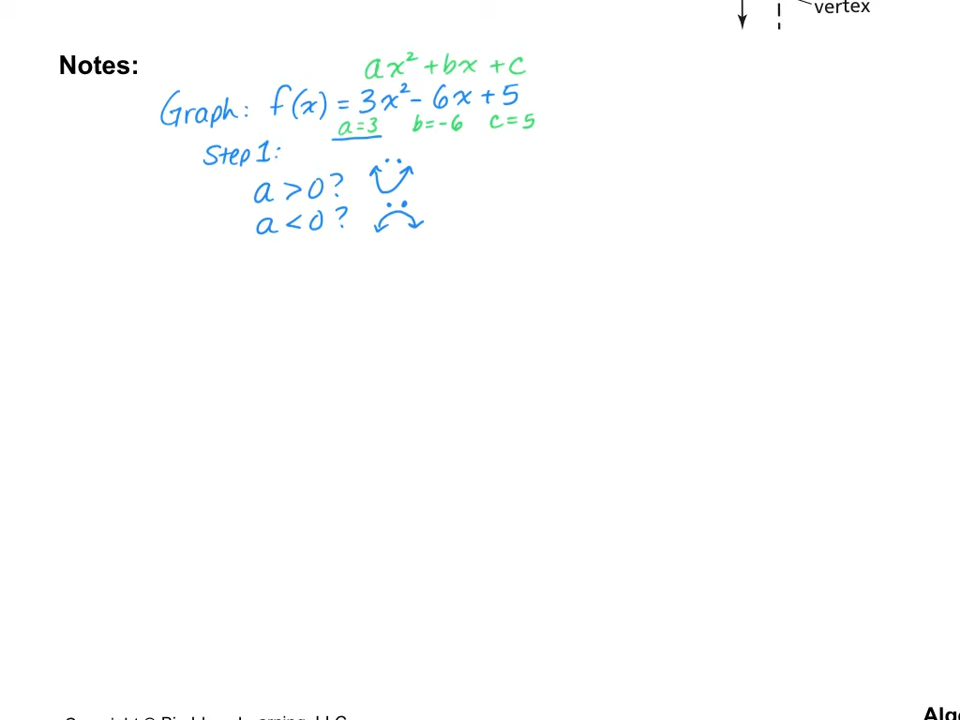 vertex
Notes:
ax² + bx + c
Graph: f(x) = 3x² - 6x + 5
a=3 b=-6 c=5
Step 1:
a > 0?
a < 0?